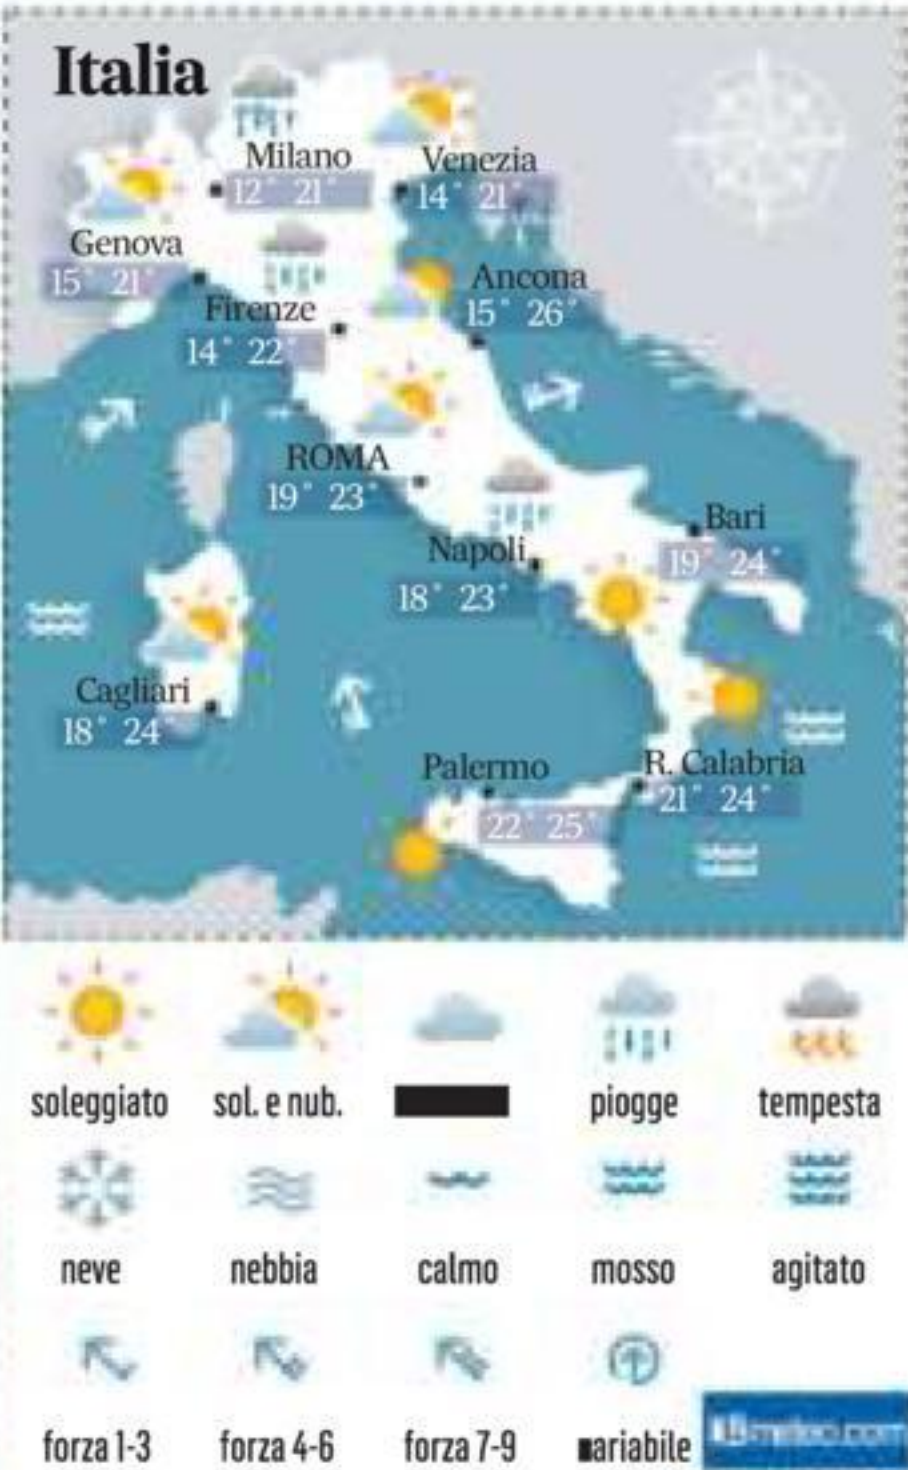 Italia
Milano
12° 21°
Venezia
14° 21°
Genova
15° 21°
Ancona
15° 26°
Firenze
14° 22°
ROMA
19° 23°
Bari
19° 24°
Napoli
18° 23°
Cagliari
18° 24°
Palermo
22° 25°
R. Calabria
21° 24°
soleggiato sol. e nub. piogge tempesta
neve nebbia calmo mosso agitato
forza 1-3 forza 4-6 forza 7-9 ariabile